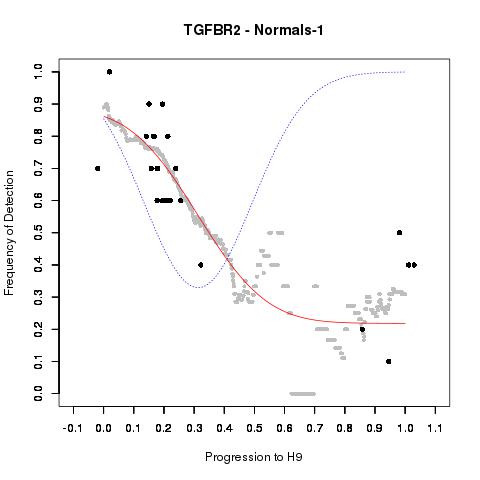 TGFBR2 - Normals-1
Frequency of Detection
1.0
0.9
0.8
0.7
0.6
0.5
0.4
0.3
0.2
0.1
0.0
-0.1 0.0 0.1 0.2 0.3 0.4 0.5 0.6 0.7 0.8 0.9 1.0 1.1
Progression to H9